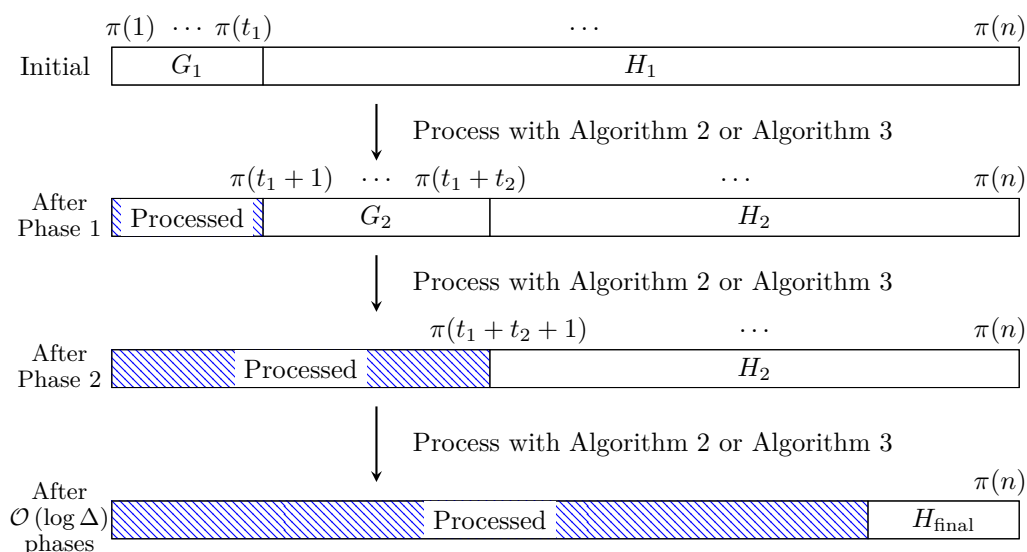 π(1) ··· π(t₁) ··· π(n)
Initial G₁ H₁
Process with Algorithm 2 or Algorithm 3
π(t₁ + 1) ··· π(t₁ + t₂) ··· π(n)
After
Phase 1
Processed G₂ H₂
Process with Algorithm 2 or Algorithm 3
π(t₁ + t₂ + 1) ··· π(n)
After
Phase 2
Processed H₂
Process with Algorithm 2 or Algorithm 3
π(n)
After
𝒪 (log Δ)
phases
Processed H_final